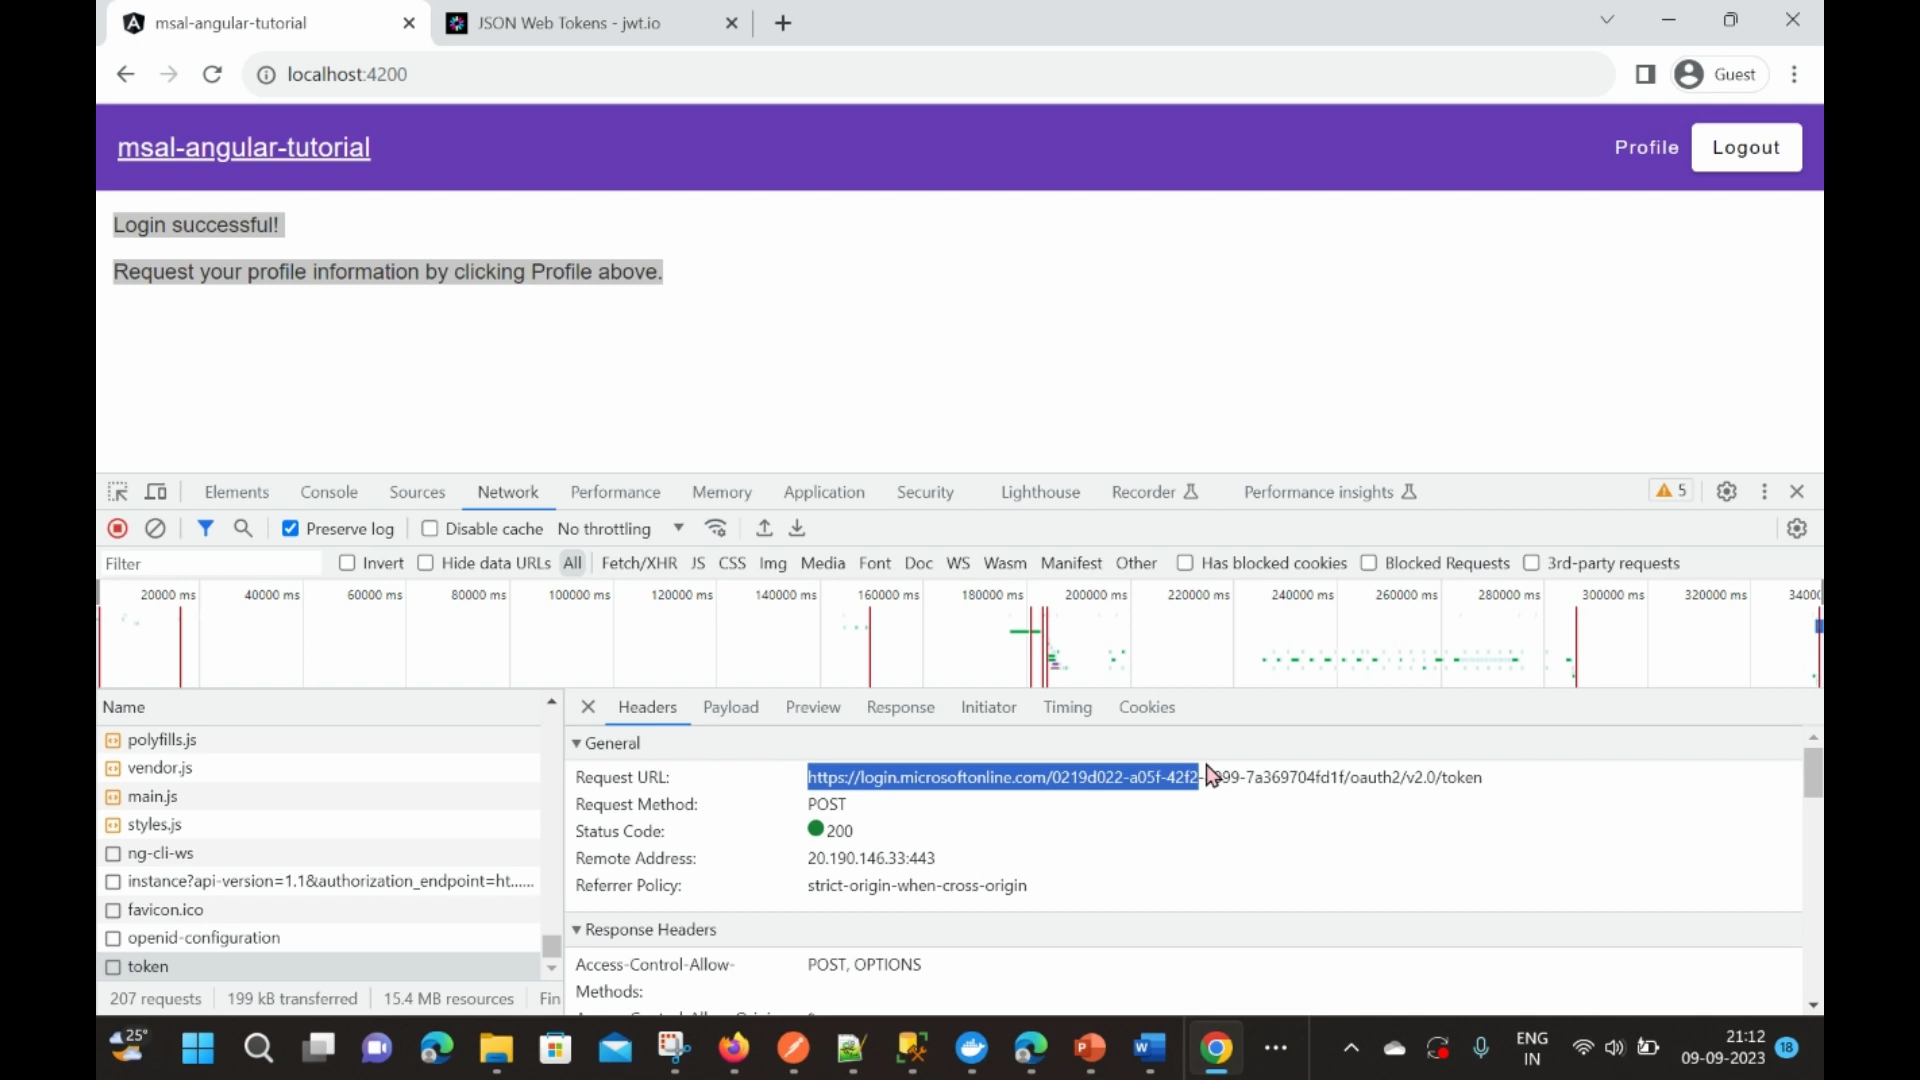 msal-angular-tutorial
JSON Web Tokens - jwt.io
localhost:4200
Guest
msal-angular-tutorial
Profile
Logout
Login successful!
Request your profile information by clicking Profile above.
Elements Console Sources Network Performance Memory Application Security Lighthouse Recorder Performance insights 5
Preserve log Disable cache No throttling
Filter Invert Hide data URLs All Fetch/XHR JS CSS Img Media Font Doc WS Wasm Manifest Other Has blocked cookies Blocked Requests 3rd-party requests
20000 ms 40000 ms 60000 ms 80000 ms 100000 ms 120000 ms 140000 ms 160000 ms 180000 ms 200000 ms 220000 ms 240000 ms 260000 ms 280000 ms 300000 ms 320000 ms
Name
polyfills.js
vendor.js
main.js
styles.js
ng-cli-ws
instance?api-version=1.1&authorization_endpoint=ht......
favicon.ico
openid-configuration
token
207 requests 199 kB transferred 15.4 MB resources Fin
Headers Payload Preview Response Initiator Timing Cookies
General
Request URL: https://login.microsoftonline.com/0219d022-a05f-42f2- 99-7a369704fd1f/oauth2/v2.0/token
Request Method: POST
Status Code: 200
Remote Address: 20.190.146.33:443
Referrer Policy: strict-origin-when-cross-origin
Response Headers
Access-Control-Allow- POST, OPTIONS
Methods:
25°
ENG
IN
21:12
09-09-2023
18